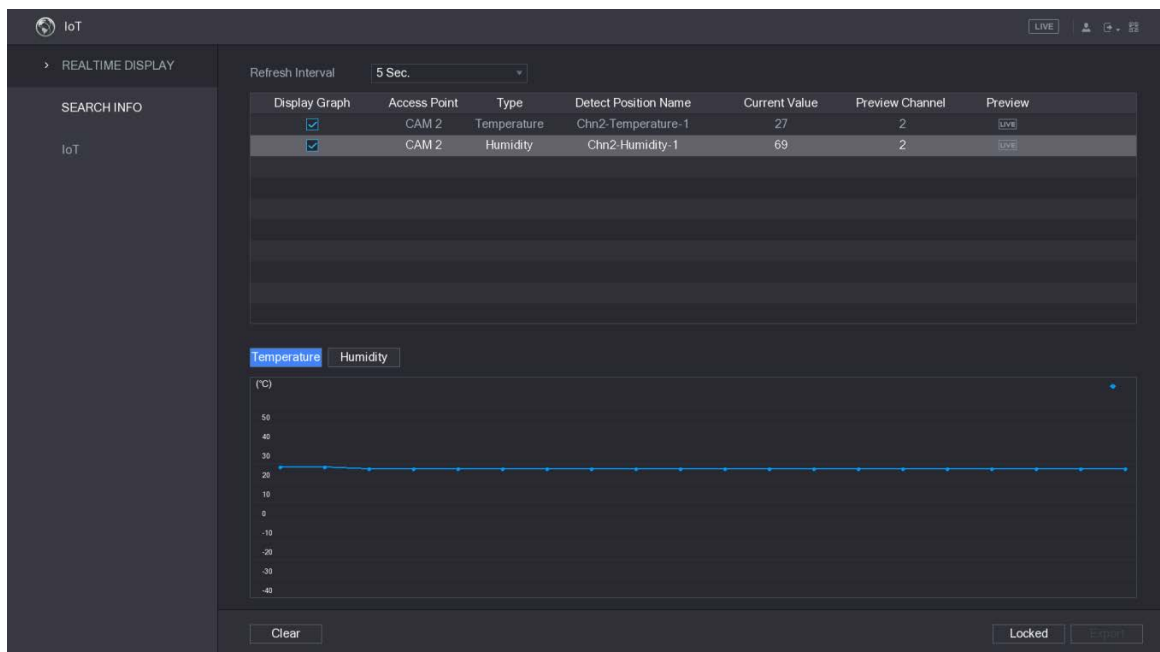 IoT LIVE
REALTIME DISPLAY
SEARCH INFO
IoT
Refresh Interval 5 Sec.
Display Graph Access Point Type Detect Position Name Current Value Preview Channel Preview
CAM 2 Temperature Chn2-Temperature-1 27 2 LIVE
CAM 2 Humidity Chn2-Humidity-1 69 2 LIVE
Temperature Humidity
(°C)
50
40
30
20
10
0
-10
-20
-30
-40
Clear Locked Export